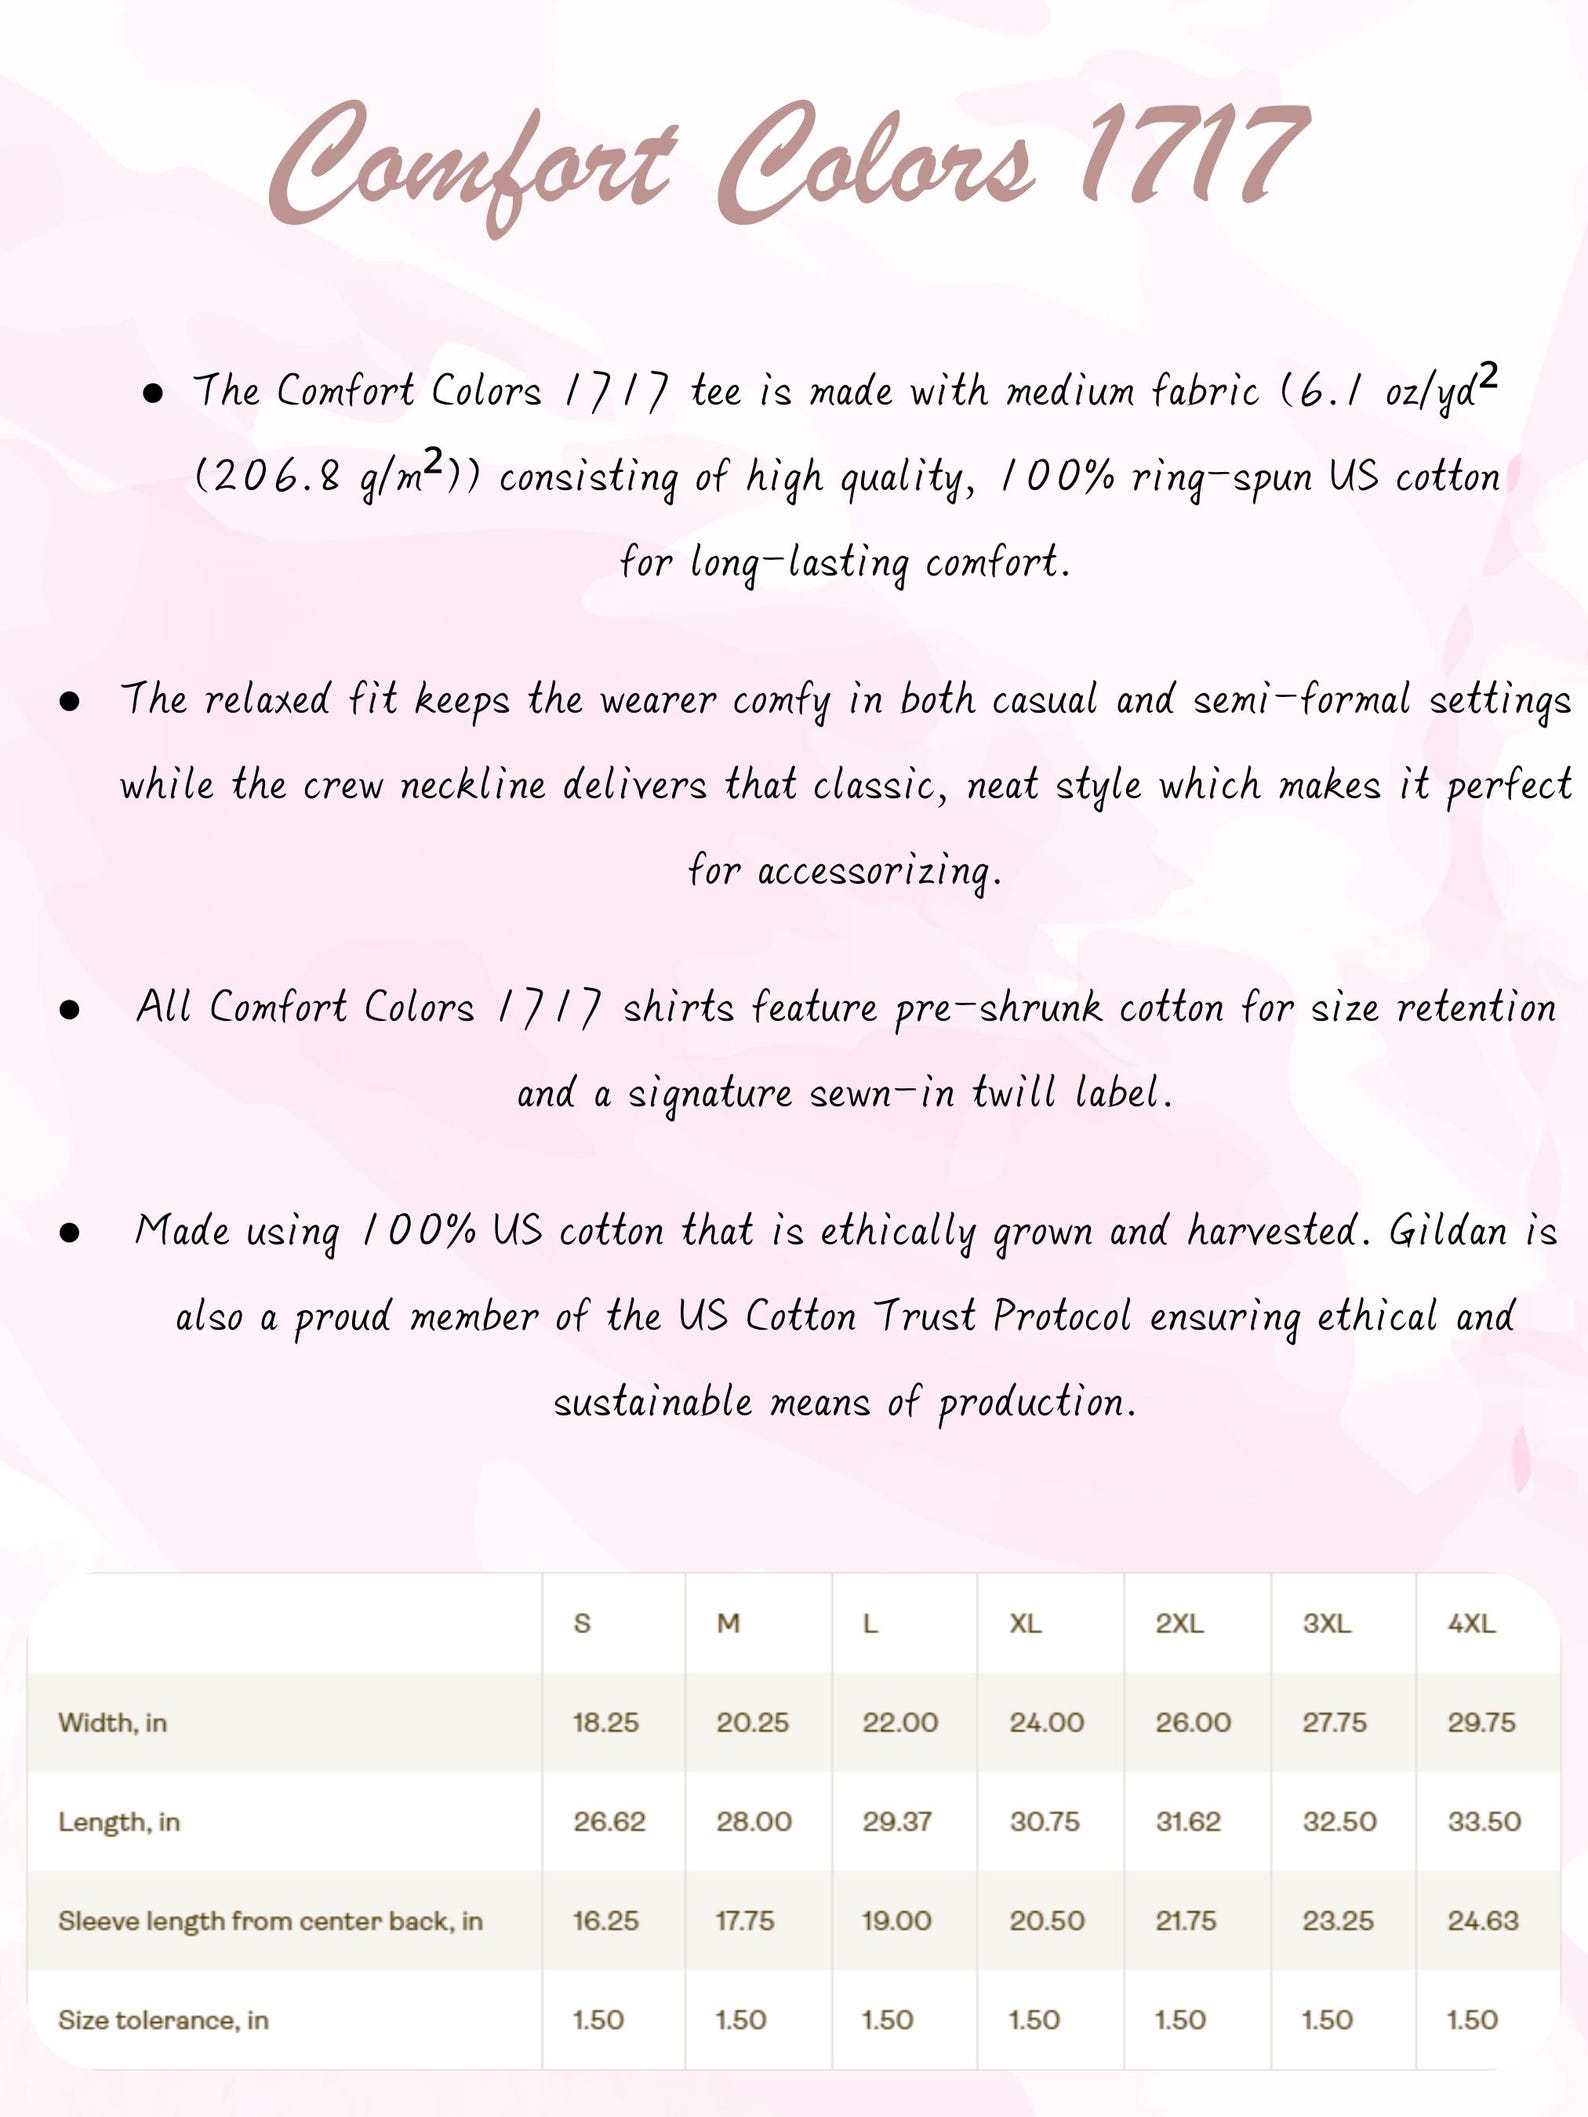 Comfort Colors 1717
• The Comfort Colors 1717 tee is made with medium fabric (6.1 oz/yd²
(206.8 g/m²)) consisting of high quality, 100% ring-spun US cotton
for long-lasting comfort.
• The relaxed fit keeps the wearer comfy in both casual and semi-formal settings
while the crew neckline delivers that classic, neat style which makes it perfect
for accessorizing.
• All Comfort Colors 1717 shirts feature pre-shrunk cotton for size retention
and a signature sewn-in twill label.
• Made using 100% US cotton that is ethically grown and harvested. Gildan is
also a proud member of the US Cotton Trust Protocol ensuring ethical and
sustainable means of production.
S M L XL 2XL 3XL 4XL
Width, in 18.25 20.25 22.00 24.00 26.00 27.75 29.75
Length, in 26.62 28.00 29.37 30.75 31.62 32.50 33.50
Sleeve length from center back, in 16.25 17.75 19.00 20.50 21.75 23.25 24.63
Size tolerance, in 1.50 1.50 1.50 1.50 1.50 1.50 1.50